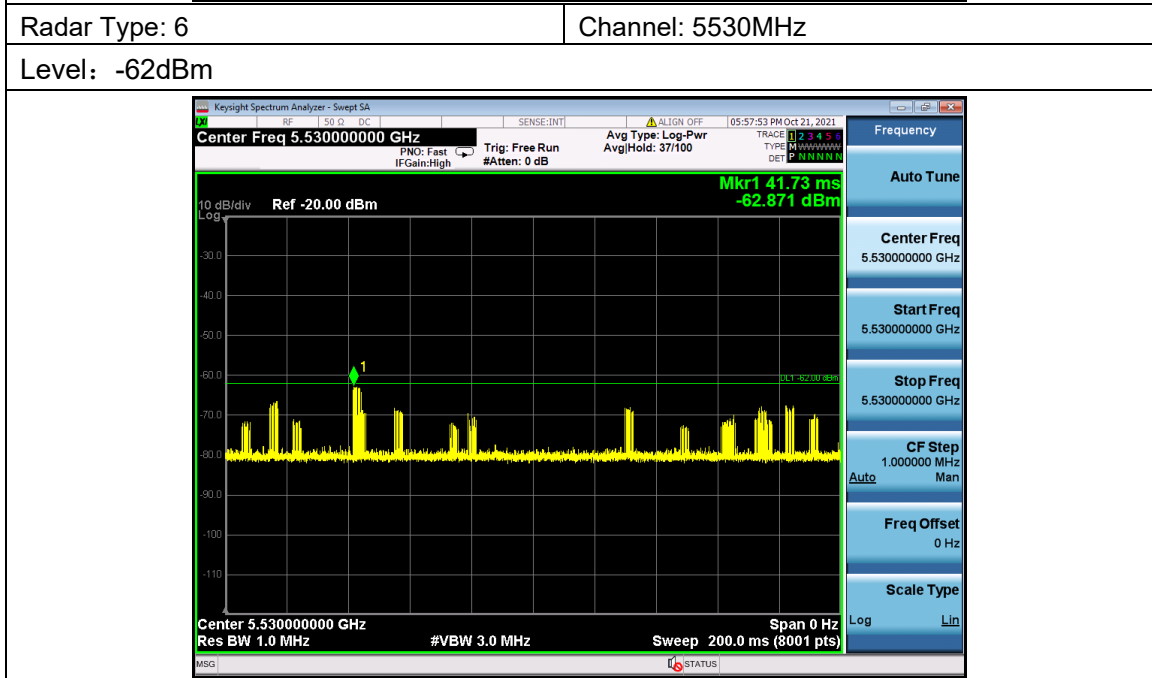 Radar Type: 6
Channel: 5530MHz
Level：-62dBm
Keysight Spectrum Analyzer - Swept SA
LXI RF 50 Ω DC SENSE:INT ALIGN OFF 05:57:53 PM Oct 21, 2021
Center Freq 5.530000000 GHz
PNO: Fast
IFGain:High
Trig: Free Run
#Atten: 0 dB
Avg Type: Log-Pwr
Avg|Hold: 37/100
TRACE 1 2 3 4 5 6
TYPE M WWWWW
DET P N N N N N
Mkr1 41.73 ms
-62.871 dBm
10 dB/div Ref -20.00 dBm
Log
-30.0
-40.0
-50.0
-60.0
-70.0
-80.0
-90.0
-100
-110
1
DL1 -62.00 dBm
Center 5.530000000 GHz
Span 0 Hz
Res BW 1.0 MHz
#VBW 3.0 MHz
Sweep 200.0 ms (8001 pts)
MSG
STATUS
Frequency
Auto Tune
Center Freq
5.530000000 GHz
Start Freq
5.530000000 GHz
Stop Freq
5.530000000 GHz
CF Step
1.000000 MHz
Auto Man
Freq Offset
0 Hz
Scale Type
Log Lin